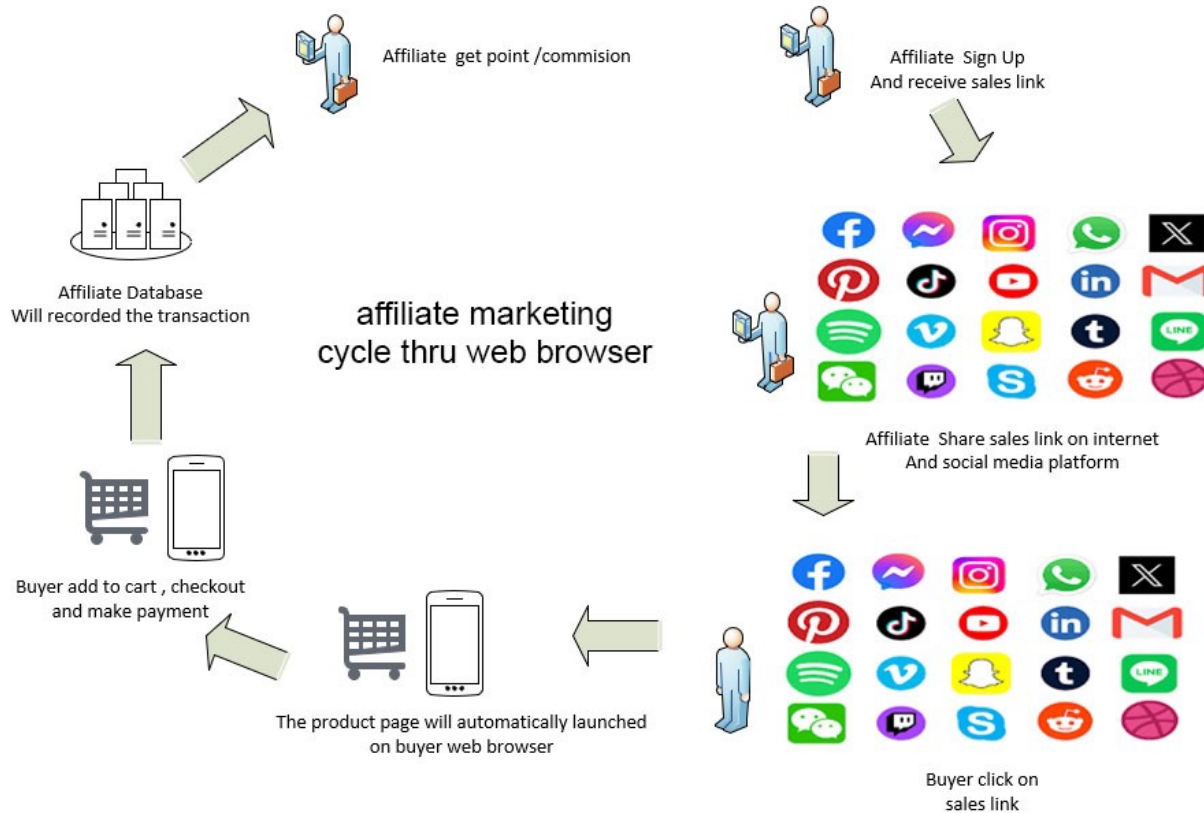 Affiliate get point /commision
Affiliate Sign Up
And receive sales link
Affiliate Database
Will recorded the transaction
affiliate marketing
cycle thru web browser
LINE
Affiliate Share sales link on internet
And social media platform
Buyer add to cart , checkout
and make payment
LINE
The product page will automatically launched
on buyer web browser
Buyer click on
sales link